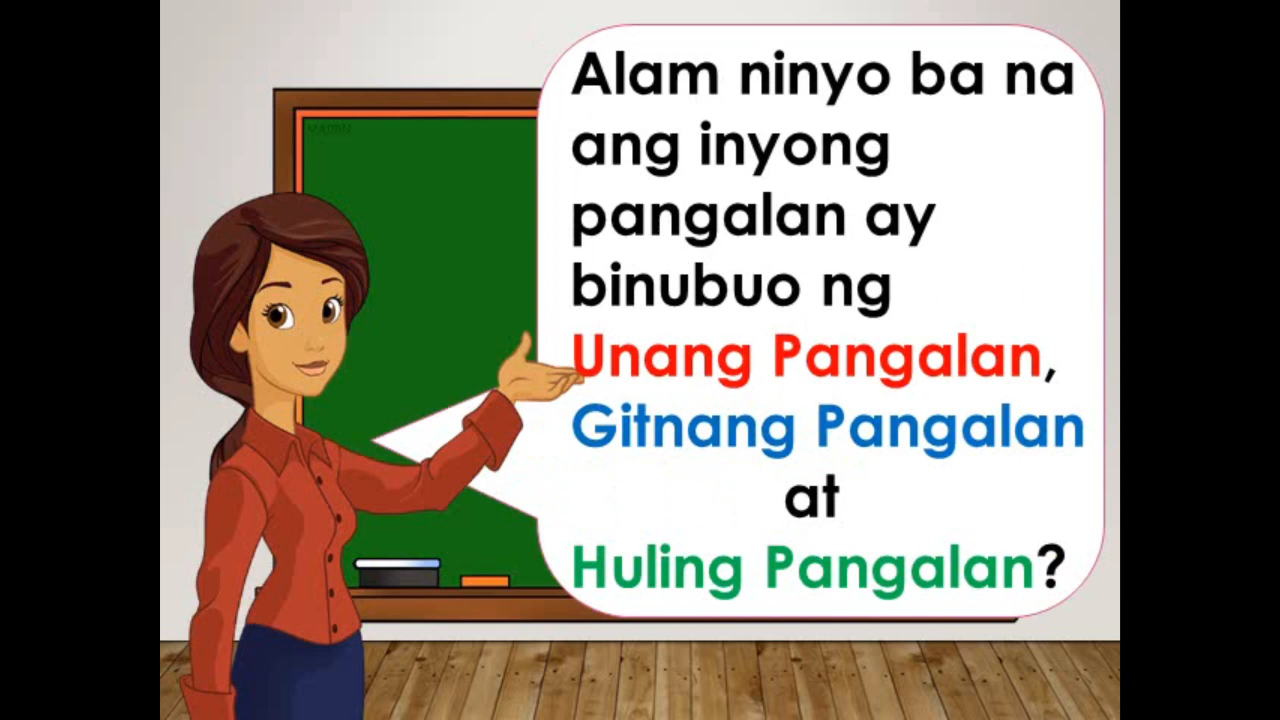 Alam ninyo ba na
ang inyong
pangalan ay
binubuo ng
Unang Pangalan,
Gitnang Pangalan
at
Huling Pangalan?